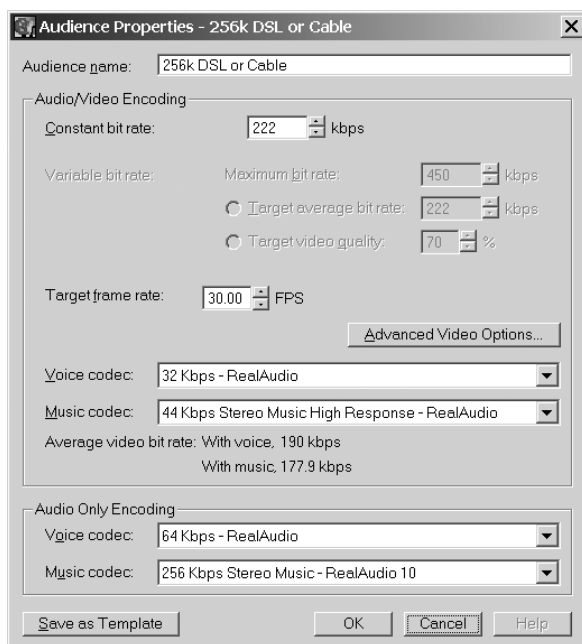 Audience Properties - 256k DSL or Cable
Audience name: 256k DSL or Cable
Audio/Video Encoding
Constant bit rate: 222 kbps
Variable bit rate: Maximum bit rate: 450 kbps
Target average bit rate: 222 kbps
Target video quality: 70 %
Target frame rate: 30.00 FPS
Advanced Video Options...
Voice codec: 32 Kbps - RealAudio
Music codec: 44 Kbps Stereo Music High Response - RealAudio
Average video bit rate: With voice, 190 kbps
With music, 177.9 kbps
Audio Only Encoding
Voice codec: 64 Kbps - RealAudio
Music codec: 256 Kbps Stereo Music - RealAudio 10
Save as Template OK Cancel Help